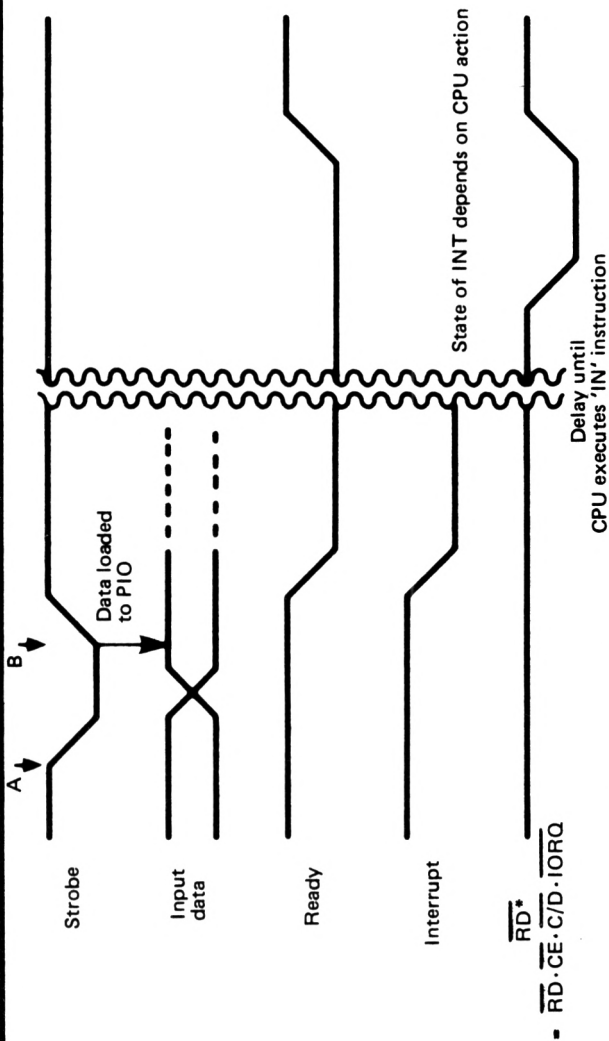 A
B
Strobe
Data loaded
to PIO
Input
data
Ready
Interrupt
State of INT depends on CPU action
RD*
Delay until
CPU executes 'IN' instruction
RD·CE·C/D·IORQ